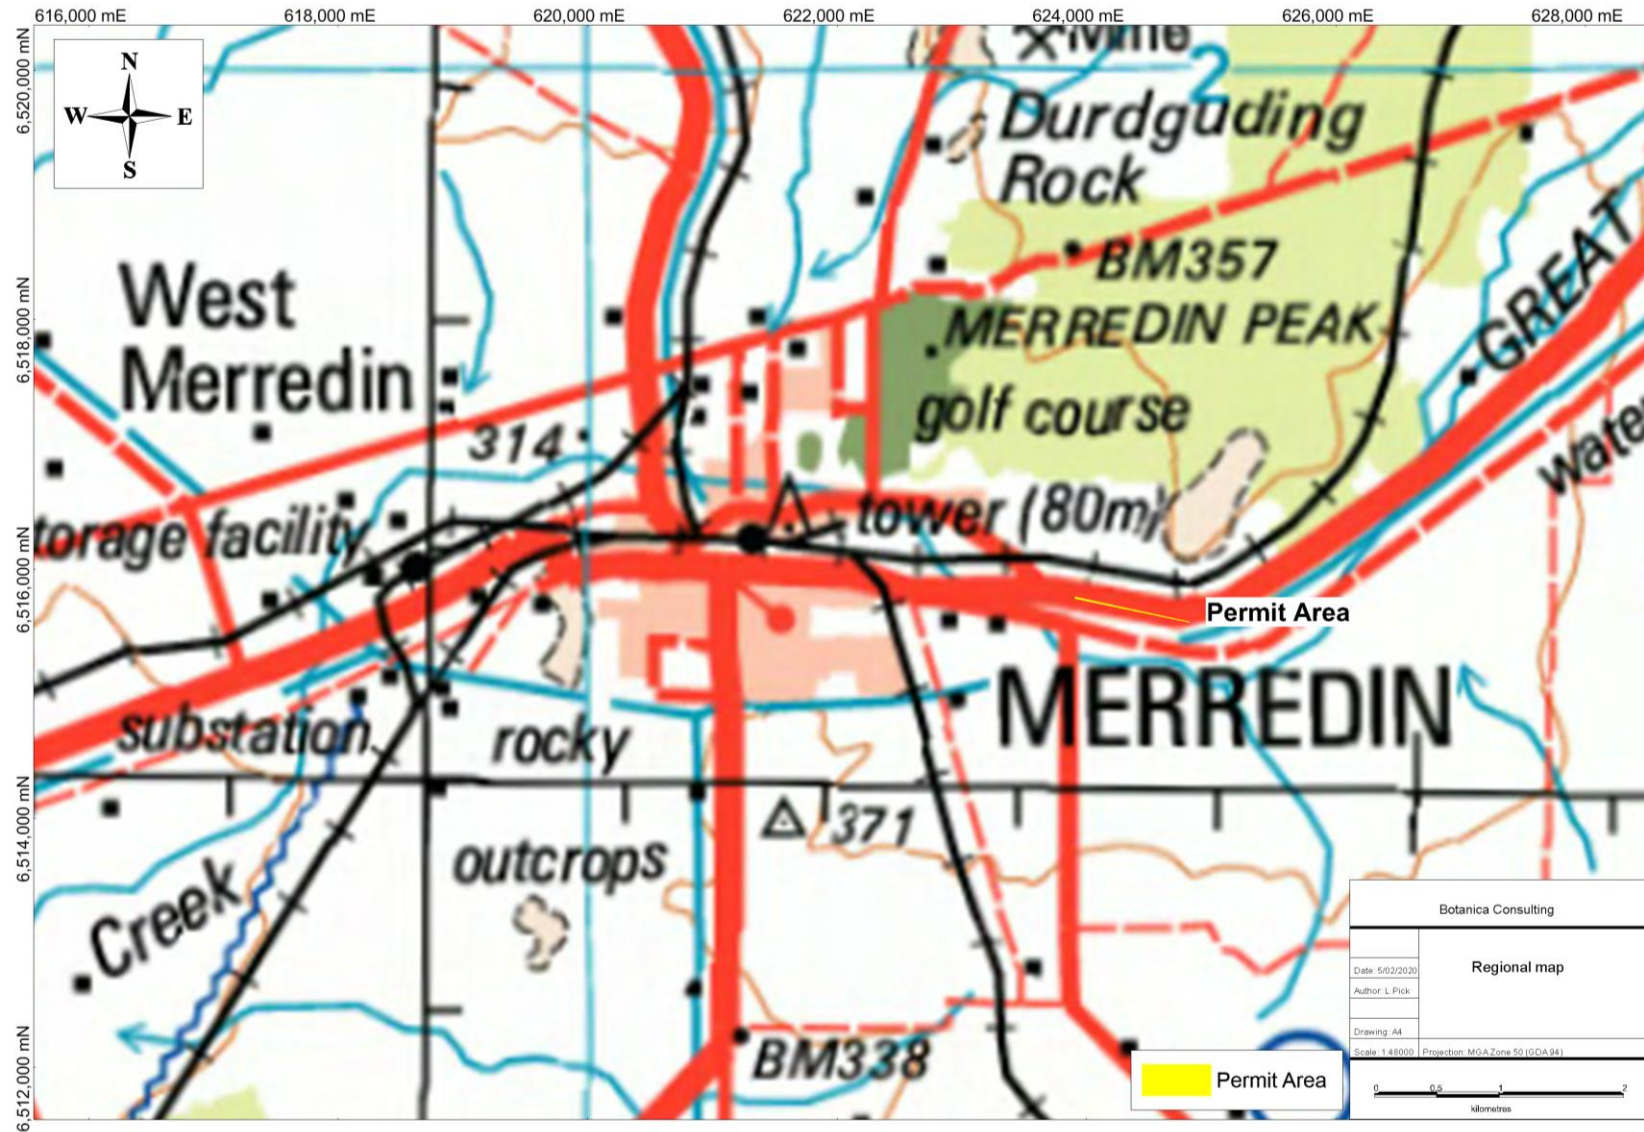 616,000 mE
618,000 mE
620,000 mE
622,000 mE
624,000 mE
626,000 mE
628,000 mE
6,520,000 mN
6,518,000 mN
6,516,000 mN
6,514,000 mN
6,512,000 mN
N
W E
S
Mine
2
Durdguding
Rock
BM357
MERREDIN PEAK
GREAT
West
Merredin
golf course
314
wate
torage facility
tower (80m)
Permit Area
MERREDIN
substation
rocky
371
outcrops
Creek
BM338
Permit Area
Botanica Consulting
Regional map
Date: 5/02/2020
Author: L.Pick
Drawing: A4
Scale: 1:48000 Projection: MGA Zone 50 (GDA 94)
0 0.5 1 2
kilometres